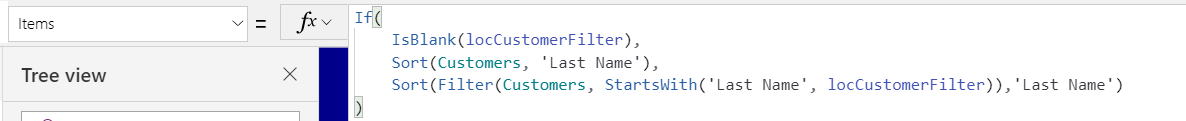 Items = fx If(
IsBlank(locCustomerFilter),
Sort(Customers, 'Last Name'),
Sort(Filter(Customers, StartsWith('Last Name', locCustomerFilter)),'Last Name')
)
Tree view